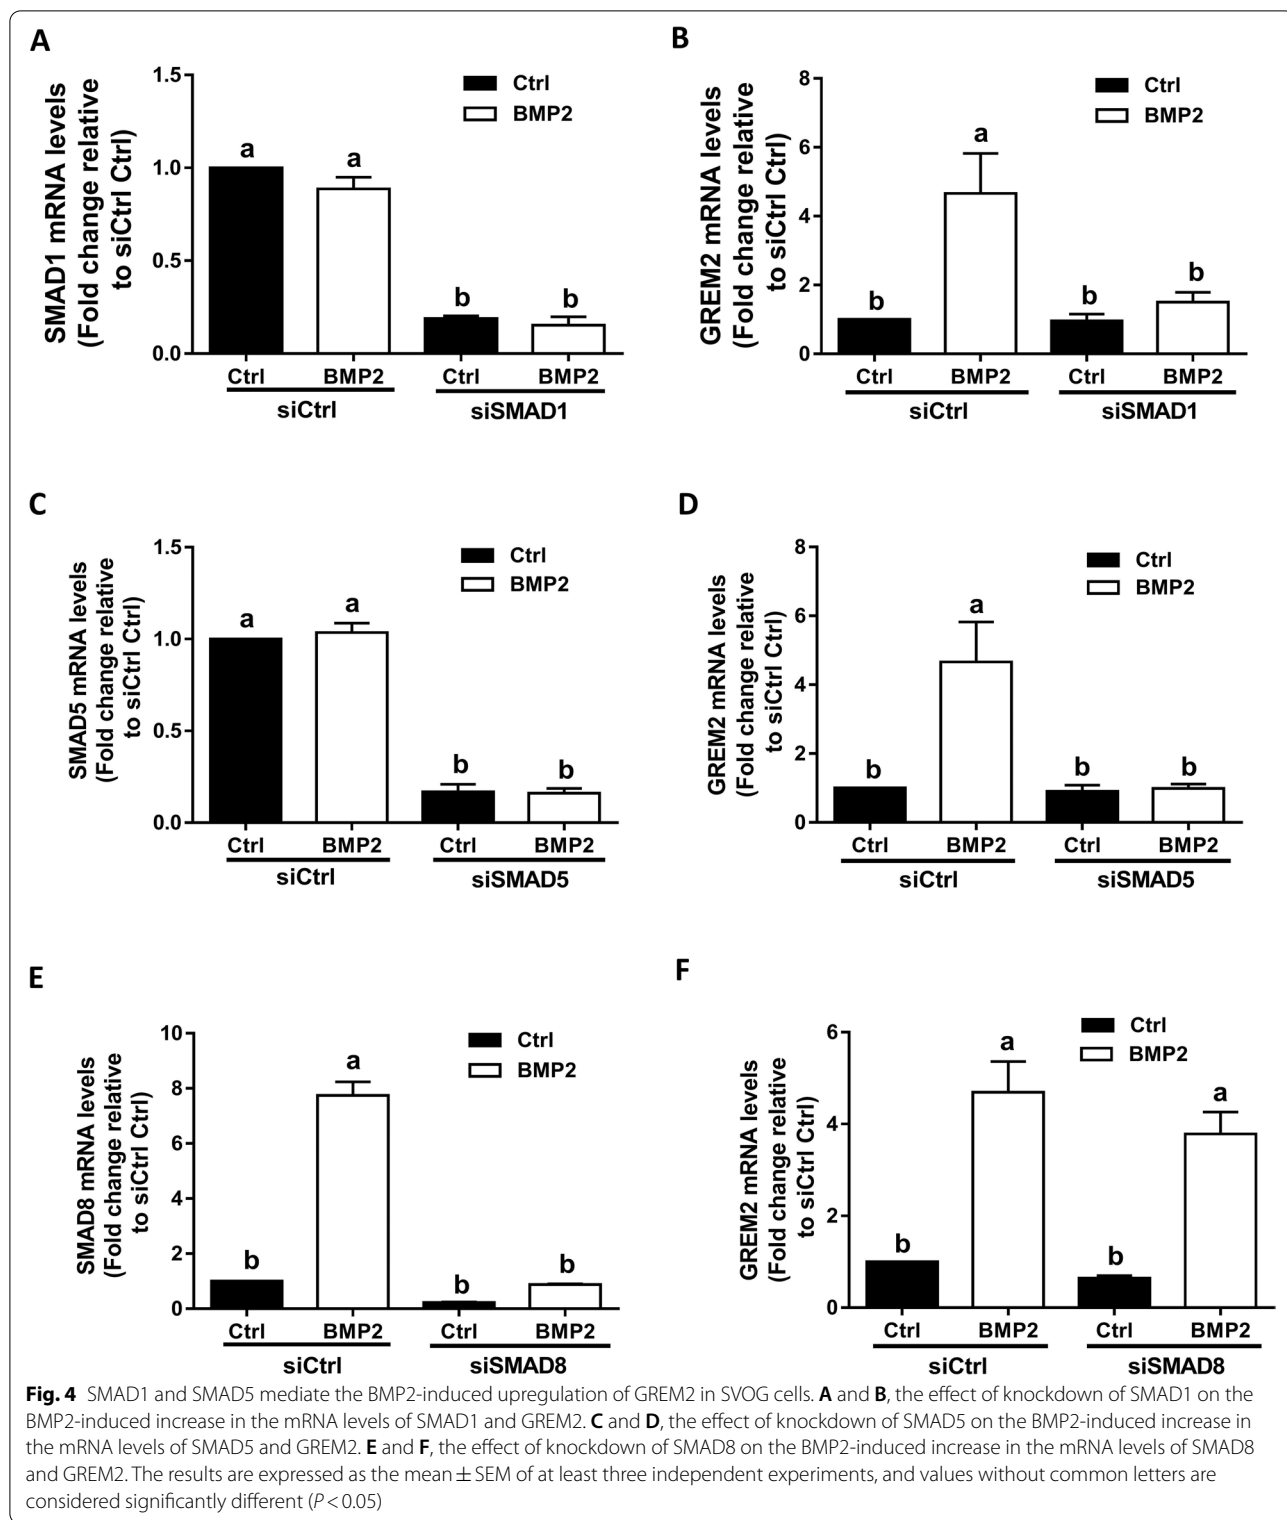 A
SMAD1 mRNA levels
(Fold change relative
to siCtrl Ctrl)
1.5
1.0
0.5
0.0
Ctrl
BMP2
a
a
b
b
Ctrl
BMP2
Ctrl
BMP2
siCtrl
siSMAD1
B
GREM2 mRNA levels
(Fold change relative
to siCtrl Ctrl)
8
6
4
2
0
Ctrl
BMP2
b
a
b
b
Ctrl
BMP2
Ctrl
BMP2
siCtrl
siSMAD1
C
SMAD5 mRNA levels
(Fold change relative
to siCtrl Ctrl)
1.5
1.0
0.5
0.0
Ctrl
BMP2
a
a
b
b
Ctrl
BMP2
Ctrl
BMP2
siCtrl
siSMAD5
D
GREM2 mRNA levels
(Fold change relative
to siCtrl Ctrl)
8
6
4
2
0
Ctrl
BMP2
b
a
b
b
Ctrl
BMP2
Ctrl
BMP2
siCtrl
siSMAD5
E
SMAD8 mRNA levels
(Fold change relative
to siCtrl Ctrl)
10
8
6
4
2
0
Ctrl
BMP2
b
a
b
b
Ctrl
BMP2
Ctrl
BMP2
siCtrl
siSMAD8
F
GREM2 mRNA levels
(Fold change relative
to siCtrl Ctrl)
6
4
2
0
Ctrl
BMP2
b
a
b
a
Ctrl
BMP2
Ctrl
BMP2
siCtrl
siSMAD8
Fig. 4 SMAD1 and SMAD5 mediate the BMP2-induced upregulation of GREM2 in SVOG cells. A and B, the effect of knockdown of SMAD1 on the
BMP2-induced increase in the mRNA levels of SMAD1 and GREM2. C and D, the effect of knockdown of SMAD5 on the BMP2-induced increase in
the mRNA levels of SMAD5 and GREM2. E and F, the effect of knockdown of SMAD8 on the BMP2-induced increase in the mRNA levels of SMAD8
and GREM2. The results are expressed as the mean ± SEM of at least three independent experiments, and values without common letters are
considered significantly different (P < 0.05)